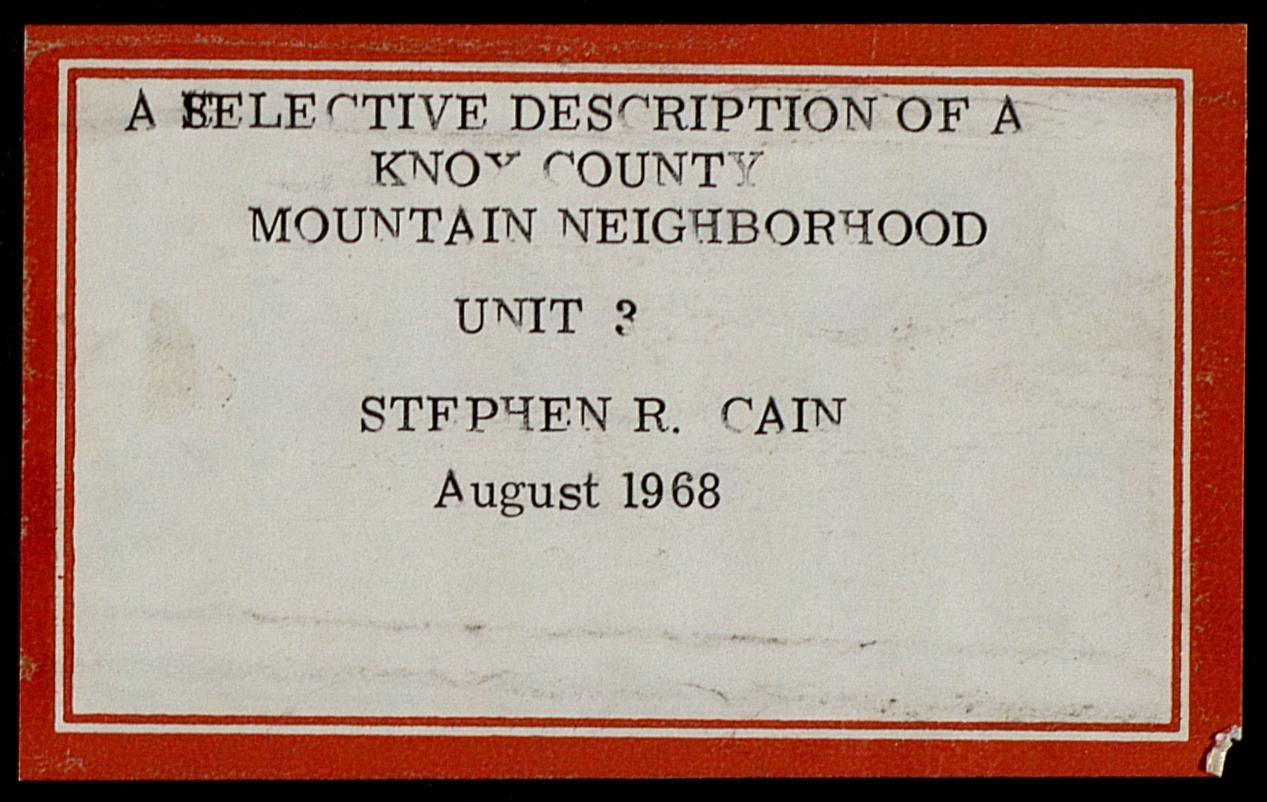 A SELECTIVE DESCRIPTION OF A
KNOX COUNTY
MOUNTAIN NEIGHBORHOOD
UNIT 3
STEPHEN R. CAIN
August 1968